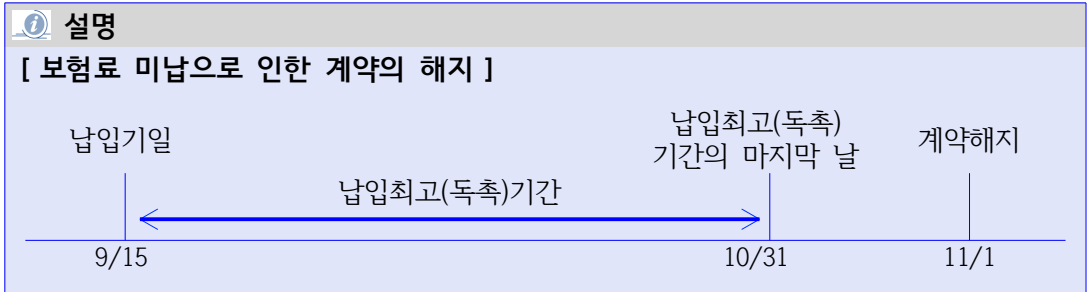 설명
[ 보험료 미납으로 인한 계약의 해지 ]
납입기일
납입최고(독촉)
기간의 마지막 날
계약해지
납입최고(독촉)기간
9/15
10/31
11/1